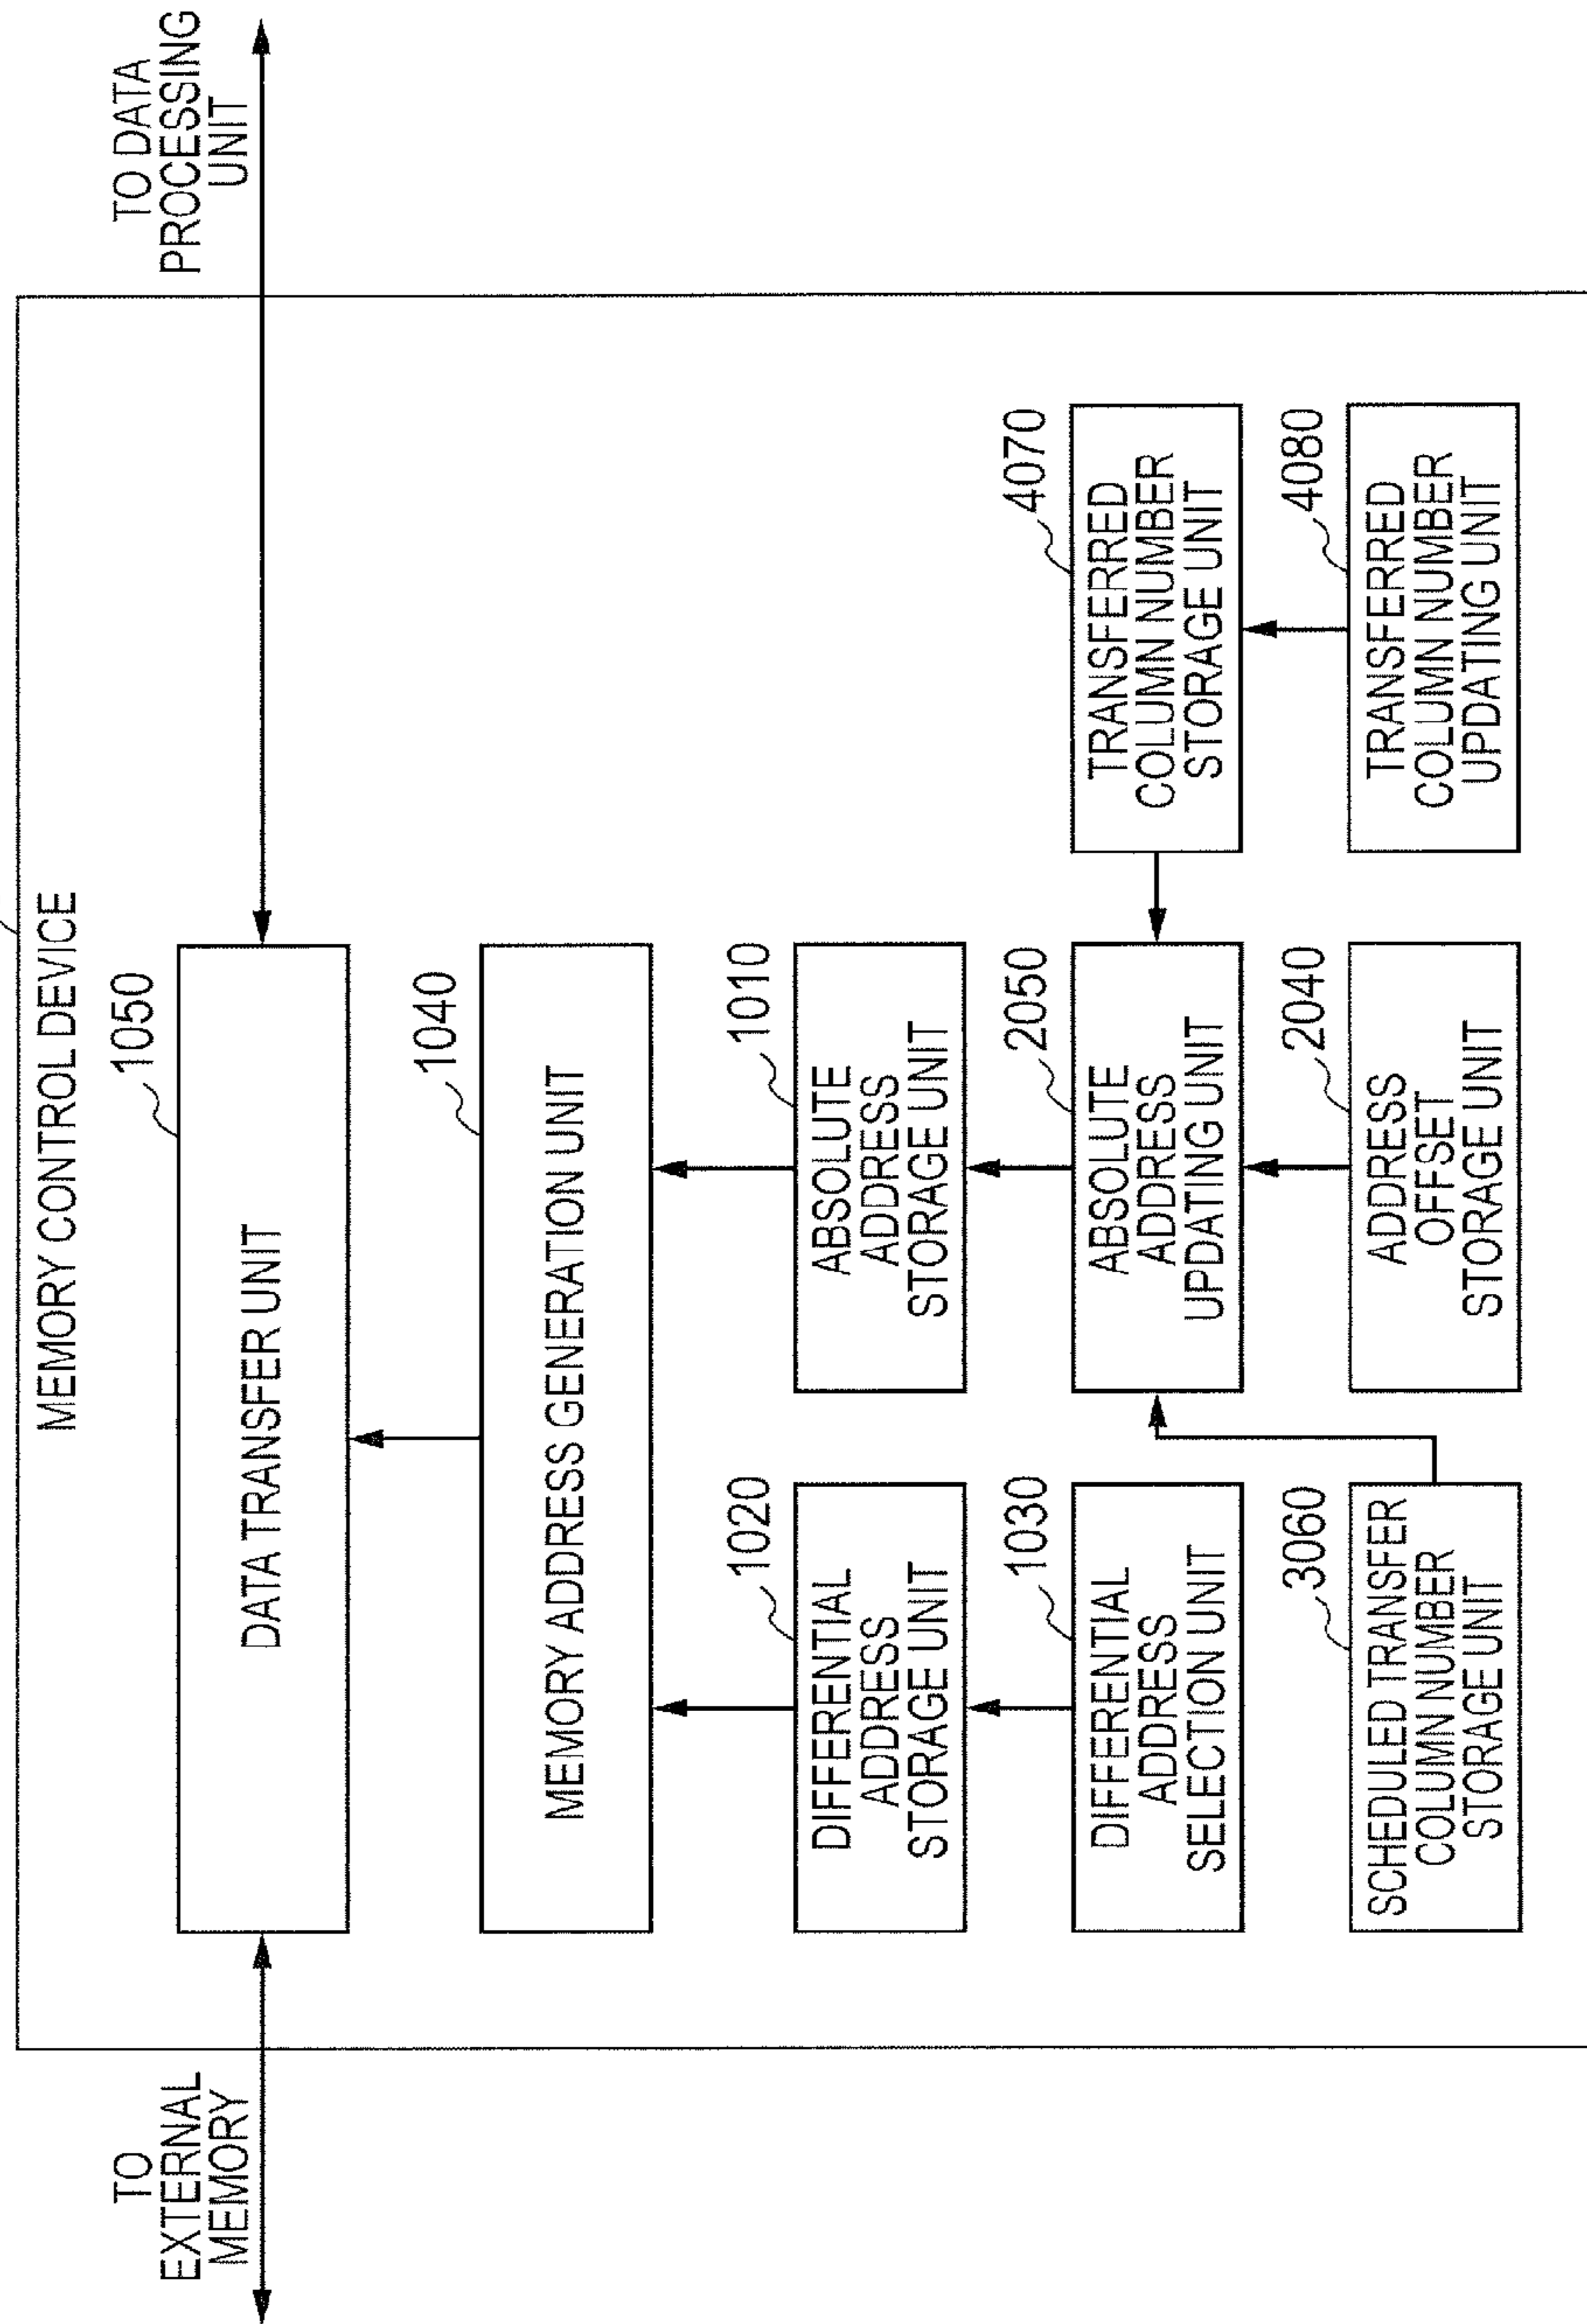 MEMORY CONTROL DEVICE
TO
EXTERNAL
MEMORY
TO DATA
PROCESSING
UNIT
1050
DATA TRANSFER UNIT
1040
MEMORY ADDRESS GENERATION UNIT
1020
DIFFERENTIAL
ADDRESS
STORAGE UNIT
1010
ABSOLUTE
ADDRESS
STORAGE UNIT
1030
DIFFERENTIAL
ADDRESS
SELECTION UNIT
2050
ABSOLUTE
ADDRESS
UPDATING UNIT
4070
TRANSFERRED
COLUMN NUMBER
STORAGE UNIT
3060
SCHEDULED TRANSFER
COLUMN NUMBER
STORAGE UNIT
2040
ADDRESS
OFFSET
STORAGE UNIT
4080
TRANSFERRED
COLUMN NUMBER
UPDATING UNIT